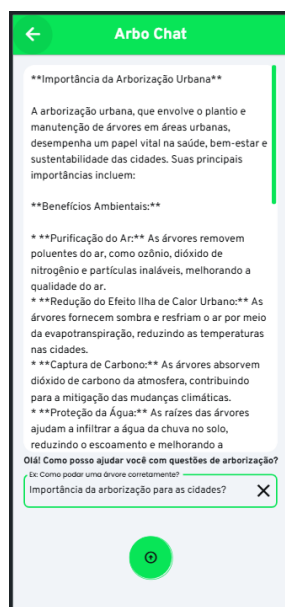 Arbo Chat
**Importância da Arborização Urbana**
A arborização urbana, que envolve o plantio e
manutenção de árvores em áreas urbanas,
desempenha um papel vital na saúde, bem-estar e
sustentabilidade das cidades. Suas principais
importâncias incluem:
**Benefícios Ambientais:**
* **Purificação do Ar:** As árvores removem
poluentes do ar, como ozônio, dióxido de
nitrogênio e partículas inaláveis, melhorando a
qualidade do ar.
* **Redução do Efeito Ilha de Calor Urbano:** As
árvores fornecem sombra e resfriam o ar por meio
da evapotranspiração, reduzindo as temperaturas
nas cidades.
* **Captura de Carbono:** As árvores absorvem
dióxido de carbono da atmosfera, contribuindo
para a mitigação das mudanças climáticas.
* **Proteção da Água:** As raízes das árvores
ajudam a infiltrar a água da chuva no solo,
reduzindo o escoamento e melhorando a
Olá! Como posso ajudar você com questões de arborização?
Ex: Como podar uma árvore corretamente?
Importância da arborização para as cidades?